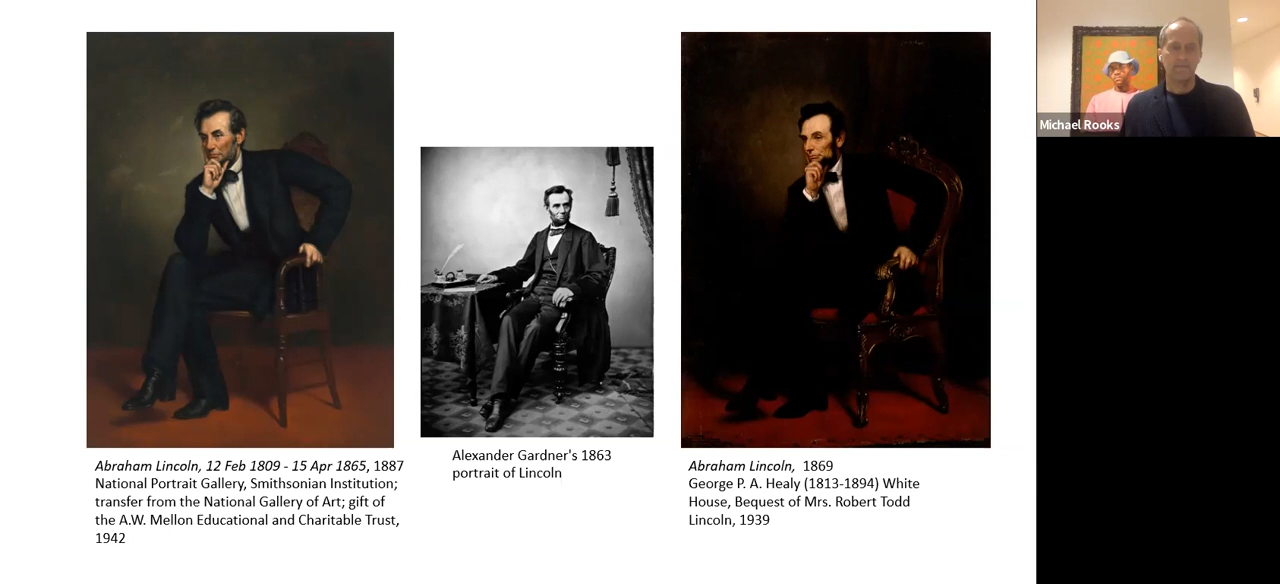 Abraham Lincoln, 12 Feb 1809 - 15 Apr 1865, 1887
National Portrait Gallery, Smithsonian Institution;
transfer from the National Gallery of Art; gift of
the A.W. Mellon Educational and Charitable Trust,
1942
Alexander Gardner's 1863
portrait of Lincoln
Abraham Lincoln,  1869
George P. A. Healy (1813-1894) White
House, Bequest of Mrs. Robert Todd
Lincoln, 1939
Michael Rooks